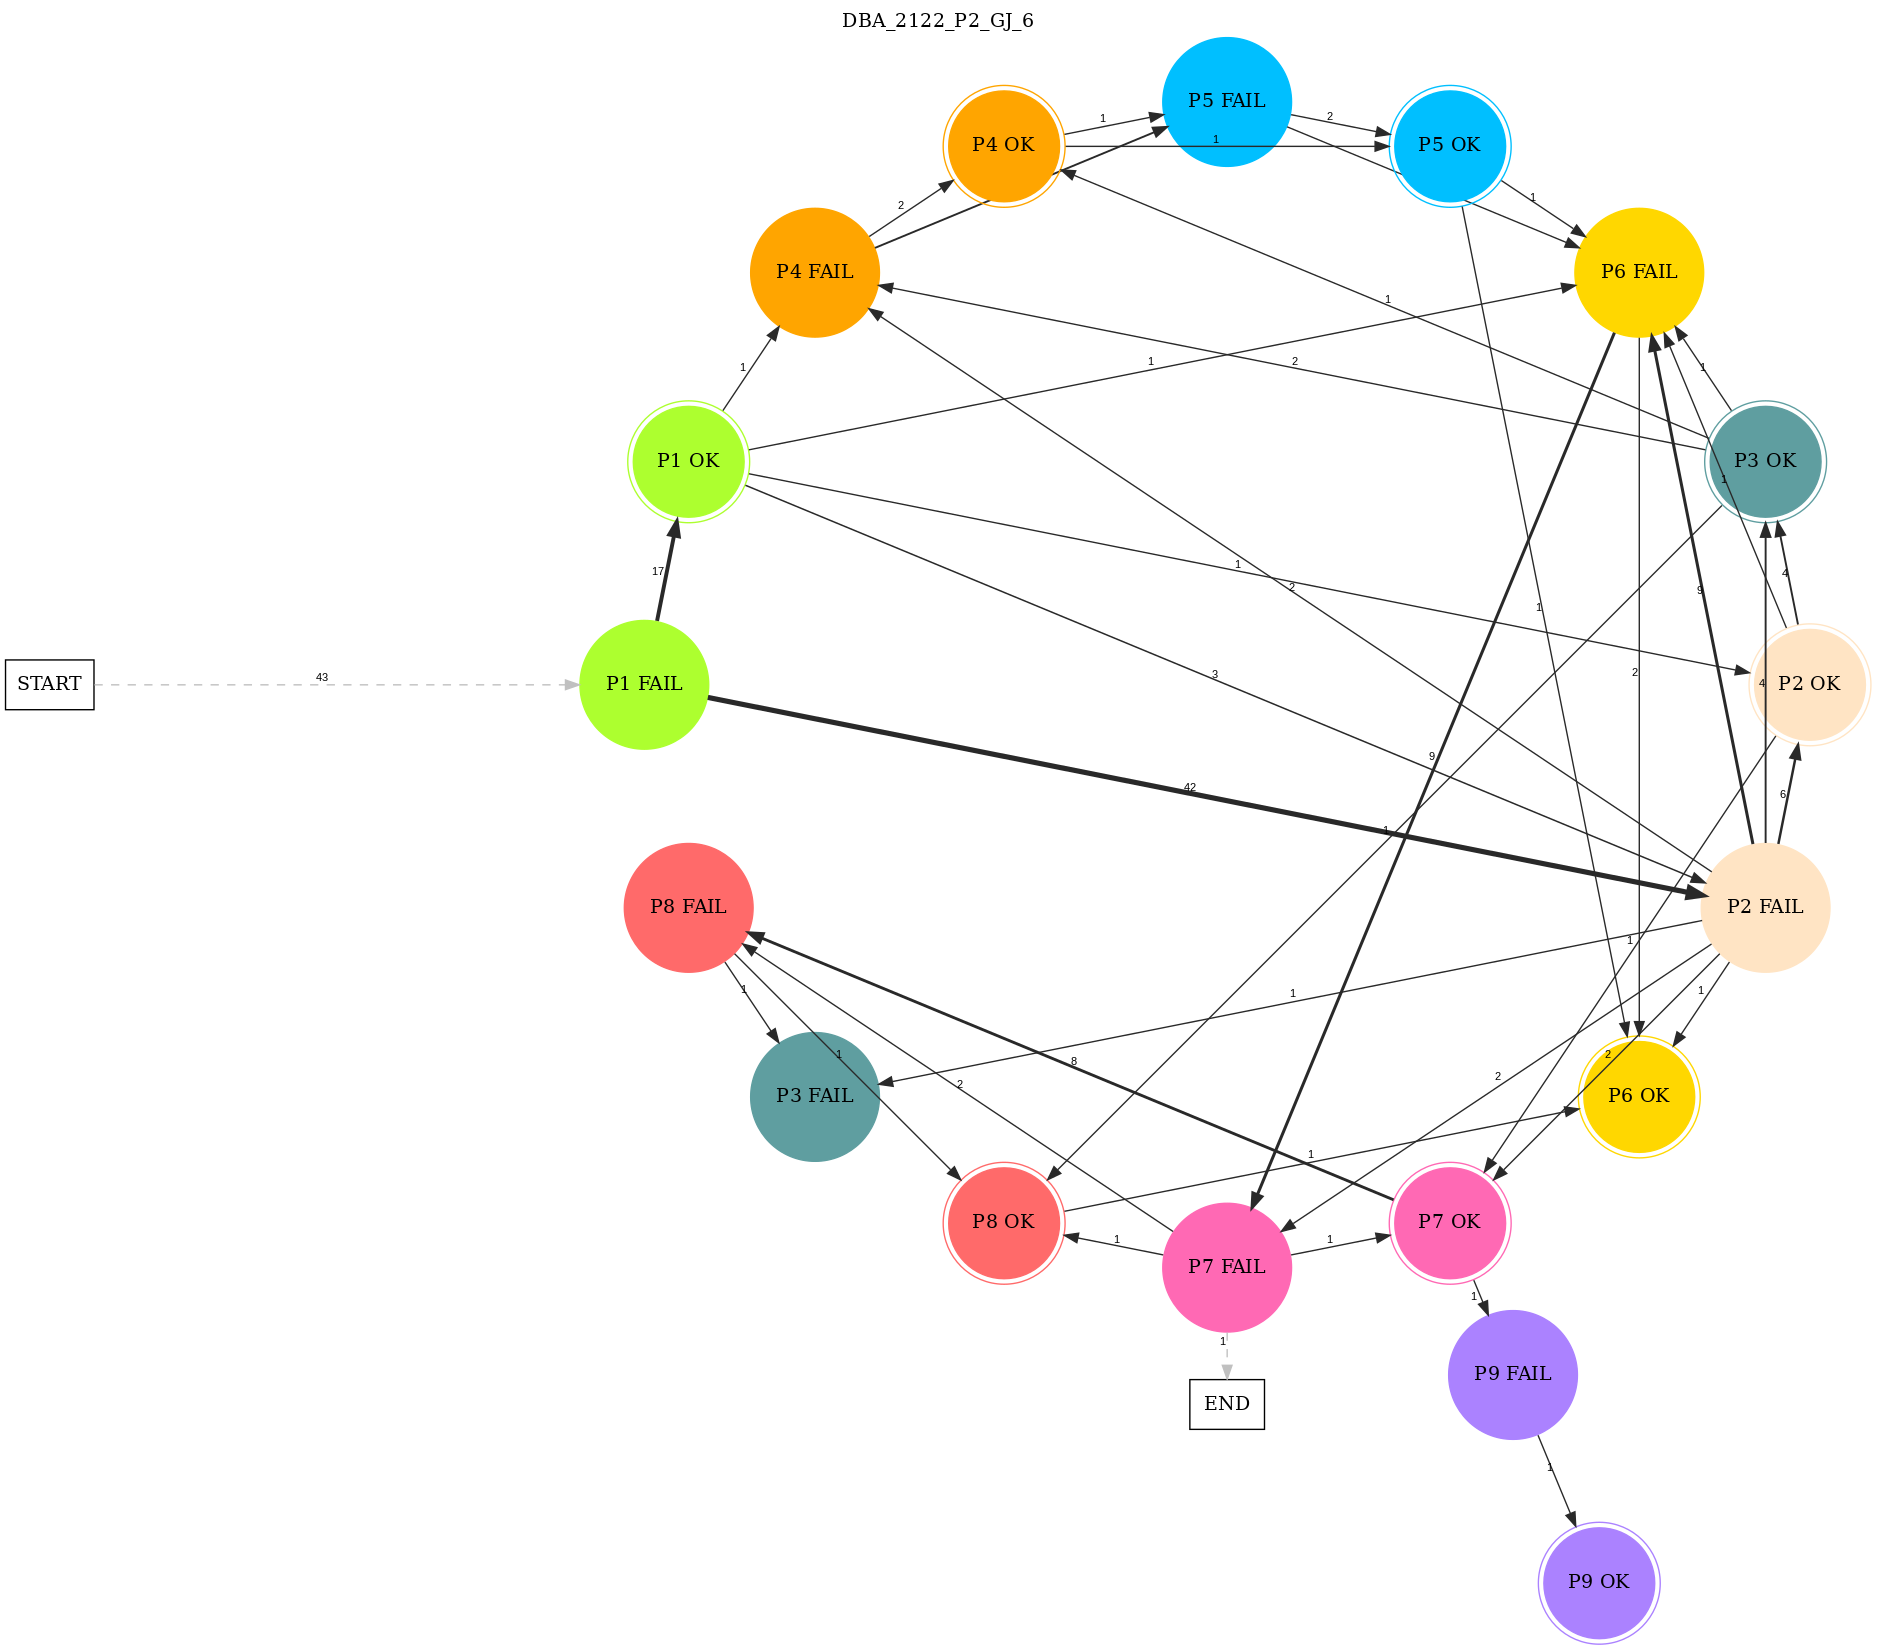 DBA_2122_P2_GJ_6
P5 FAIL
P4 OK
P5 OK
1
2
1
2
1
P4 FAIL
P6 FAIL
1
1
1
2
1
P1 OK
P3 OK
1
17
1
2
4
9
1
43
2
3
START
P1 FAIL
4
P2 OK
9
42
6
1
P8 FAIL
P2 FAIL
1
1
1
1
1
8
2
2
2
P3 FAIL
P6 OK
1
P8 OK
P7 OK
1
1
P7 FAIL
1
1
P9 FAIL
END
1
P9 OK